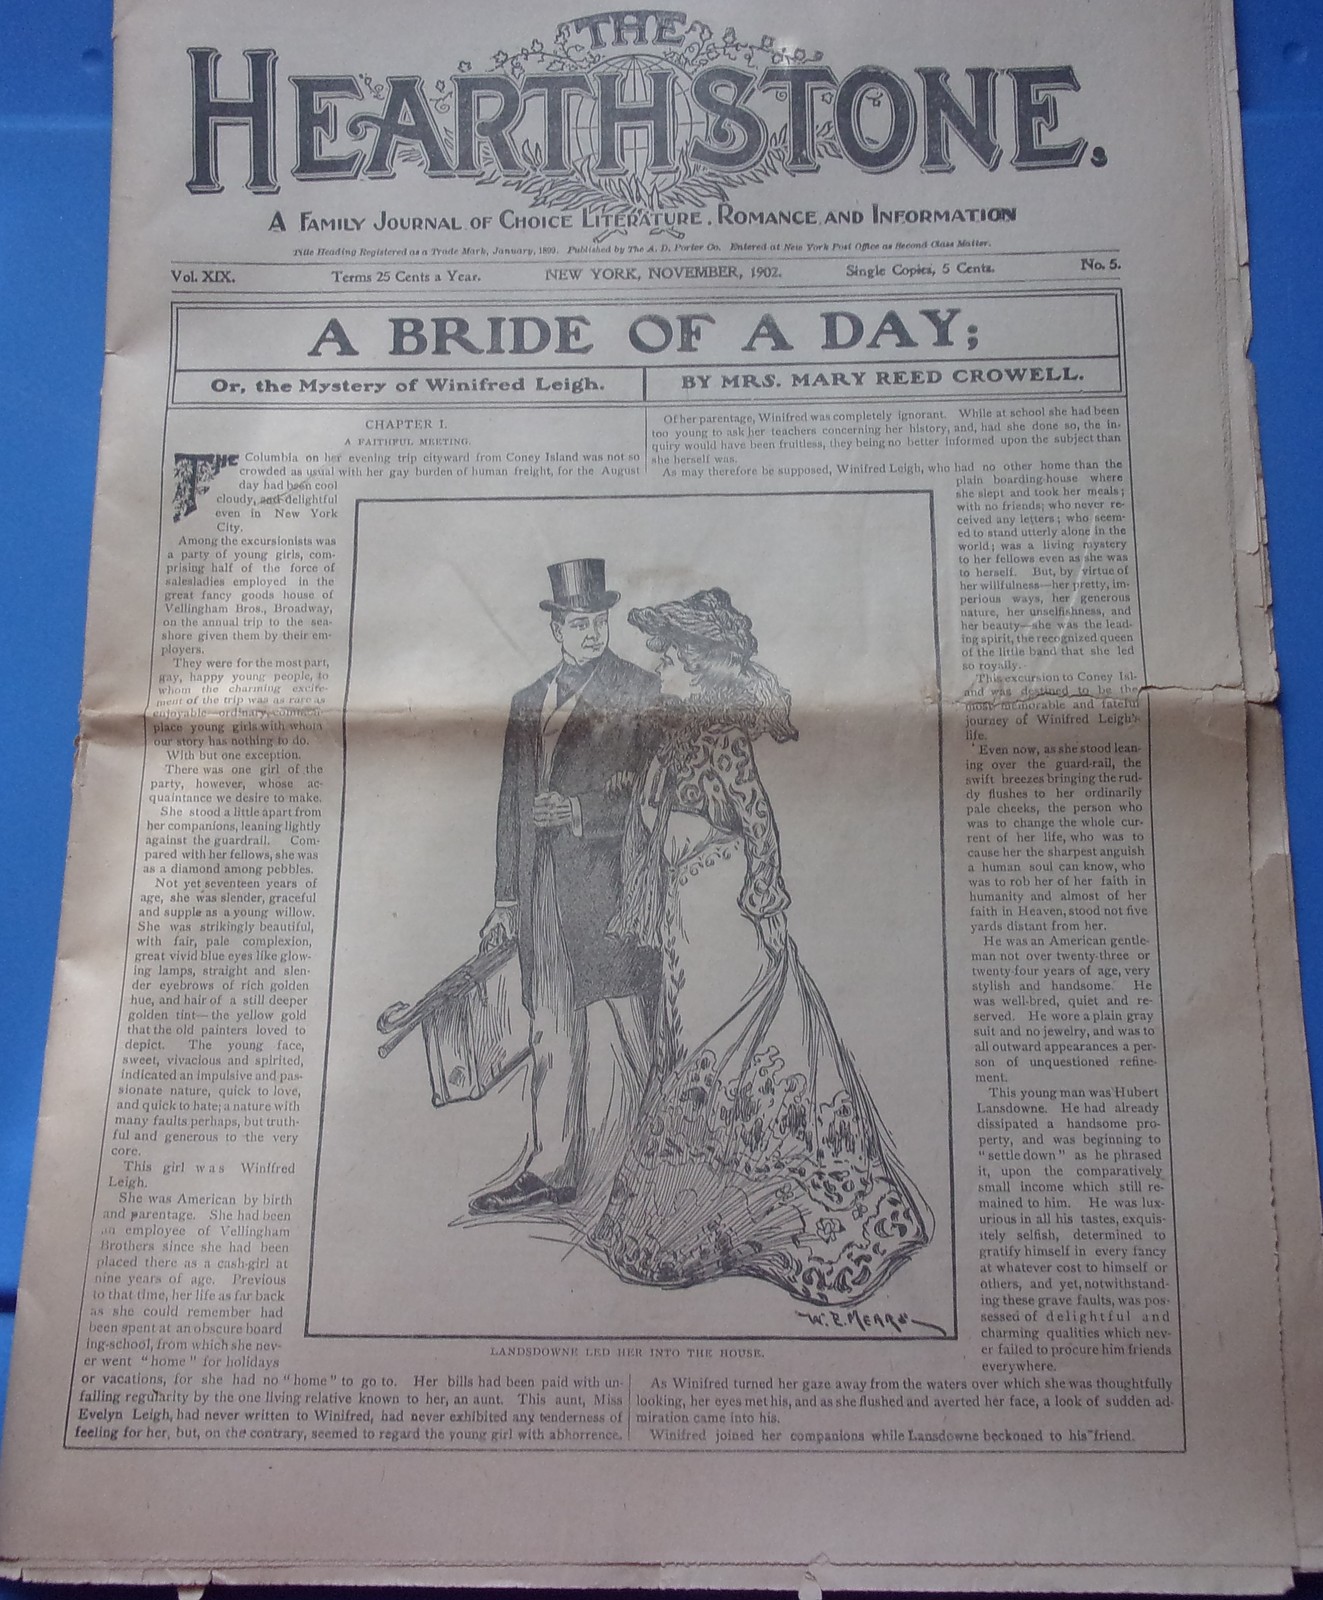 THE
HEARTHSTONE.
A FAMILY JOURNAL OF CHOICE LITERATURE, ROMANCE AND INFORMATION
Title Heading Registered as a Trade Mark, January, 1899. Published by The A. D. Porter Co. Entered at New York Post Office as Second Class Matter.
Vol. XIX. Terms 25 Cents a Year. NEW YORK, NOVEMBER, 1902. Single Copies, 5 Cents. No. 5.
A BRIDE OF A DAY;
Or, the Mystery of Winifred Leigh.
BY MRS. MARY REED CROWELL.
CHAPTER I.
A FAITHFUL MEETING.
THE Columbia on her evening trip cityward from Coney Island was not so
crowded as usual with her gay burden of human freight, for the August
day had been cool
cloudy, and delightful
even in New York
City.
Among the excursionists was
a party of young girls, com-
prising half of the force of
salesladies employed in the
great fancy goods house of
Vellingham Bros., Broadway,
on the annual trip to the sea-
shore given them by their em-
ployers.
They were for the most part,
gay, happy young people, to
whom the charming excite-
ment of the trip was as rare as
enjoyable—ordinary, common-
place young girls with whom
our story has nothing to do.
With but one exception.
There was one girl of the
party, however, whose ac-
quaintance we desire to make.
She stood a little apart from
her companions, leaning lightly
against the guardrail. Com-
pared with her fellows, she was
as a diamond among pebbles.
Not yet seventeen years of
age, she was slender, graceful
and supple as a young willow.
She was strikingly beautiful,
with fair, pale complexion,
great vivid blue eyes like glow-
ing lamps, straight and slen-
der eyebrows of rich golden
hue, and hair of a still deeper
golden tint—the yellow gold
that the old painters loved to
depict. The young face,
sweet, vivacious and spirited,
indicated an impulsive and pas-
sionate nature, quick to love,
and quick to hate; a nature with
many faults perhaps, but truth-
ful and generous to the very
core.
This girl was Winifred
Leigh.
She was American by birth
and parentage. She had been
an employee of Vellingham
Brothers since she had been
placed there as a cash-girl at
nine years of age. Previous
to that time, her life as far back
as she could remember had
been spent at an obscure board
ing-school, from which she nev-
er went "home" for holidays
or vacations, for she had no "home" to go to. Her bills had been paid with un-
failing regularity by the one living relative known to her, an aunt. This aunt, Miss
Evelyn Leigh, had never written to Winifred, had never exhibited any tenderness of
feeling for her, but, on the contrary, seemed to regard the young girl with abhorrence.
Of her parentage, Winifred was completely ignorant. While at school she had been
too young to ask her teachers concerning her history, and, had she done so, the in-
quiry would have been fruitless, they being no better informed upon the subject than
she herself was.
As may therefore be supposed, Winifred Leigh, who had no other home than the
plain boarding-house where
she slept and took her meals;
with no friends; who never re-
ceived any letters; who seem-
ed to stand utterly alone in the
world; was a living mystery
to her fellows even as she was
to herself. But, by virtue of
her willfulness—her pretty, im-
perious ways, her generous
nature, her unselfishness, and
her beauty—she was the lead-
ing spirit, the recognized queen
of the little band that she led
so royally.
This excursion to Coney Isl-
and was destined to be the
most memorable and fateful
journey of Winifred Leigh's
life.
Even now, as she stood lean-
ing over the guard-rail, the
swift breezes bringing the rud-
dy flushes to her ordinarily
pale cheeks, the person who
was to change the whole cur-
rent of her life, who was to
cause her the sharpest anguish
a human soul can know, who
was to rob her of her faith in
humanity and almost of her
faith in Heaven, stood not five
yards distant from her.
He was an American gentle-
man not over twenty-three or
twenty-four years of age, very
stylish and handsome. He
was well-bred, quiet and re-
served. He wore a plain gray
suit and no jewelry, and was to
all outward appearances a per-
son of unquestioned refine-
ment.
This young man was Hubert
Lansdowne. He had already
dissipated a handsome pro-
perty, and was beginning to
"settle down" as he phrased
it, upon the comparatively
small income which still re-
mained to him. He was lux-
urious in all his tastes, exquis-
itely selfish, determined to
gratify himself in every fancy
at whatever cost to himself or
others, and yet, notwithstand-
ing these grave faults, was pos-
sessed of delightful and
charming qualities which nev-
er failed to procure him friends
everywhere.
As Winifred turned her gaze away from the waters over which she was thoughtfully
looking, her eyes met his, and as she flushed and averted her face, a look of sudden ad-
miration came into his.
Winifred joined her companions while Lansdowne beckoned to his friend.
W. E. MEARS
LANDSDOWNE LED HER INTO THE HOUSE.